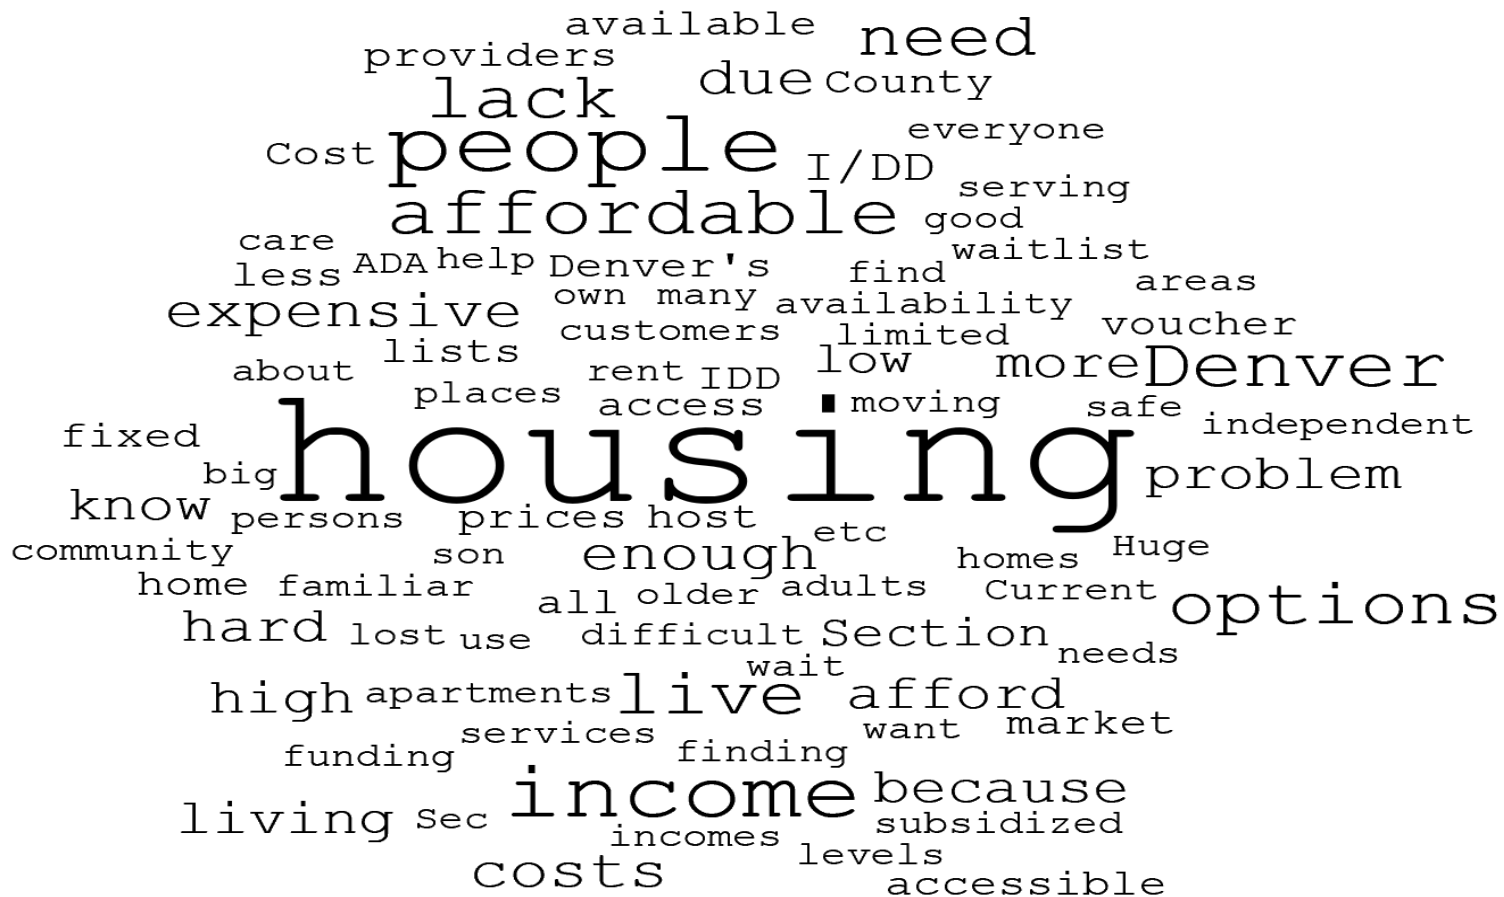 available need
providers
due County
lack
everyone
people
Cost I/DD
serving
affordable good
care waitlist
ADA help Denver's find areas
less
own many availability
expensive voucher
customers limited
lists low more Denver
about rent IDD
places access moving safe
independent
fixed housing
big problem
know
persons prices host
etc
community son enough homes Huge
home familiar adults Current
all older options
hard lost use difficult Section
wait needs
high apartments live afford
want market
services
funding finding
income because
living Sec subsidized
incomes
levels
costs accessible